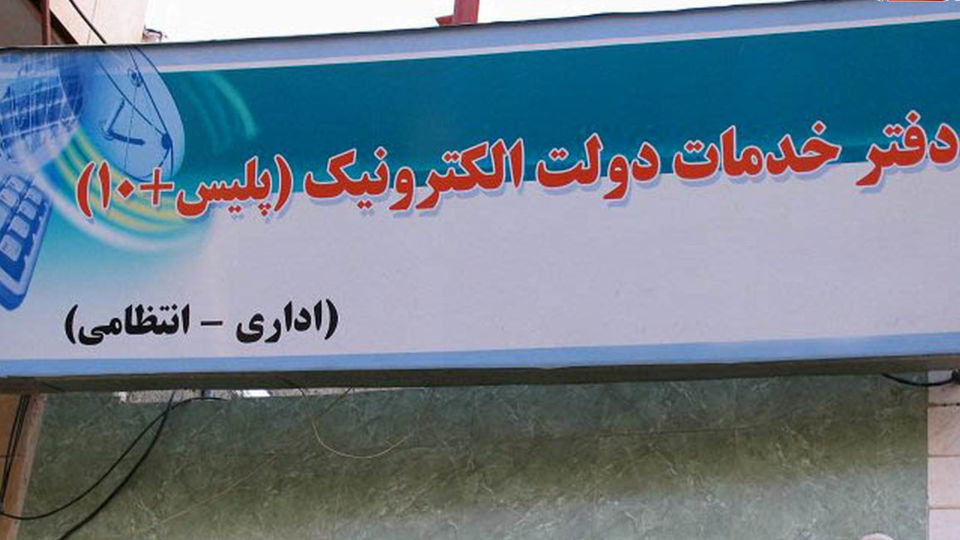 دفتر خدمات دولت الکترونیک (پلیس+۱۰)
(اداری - انتظامی)